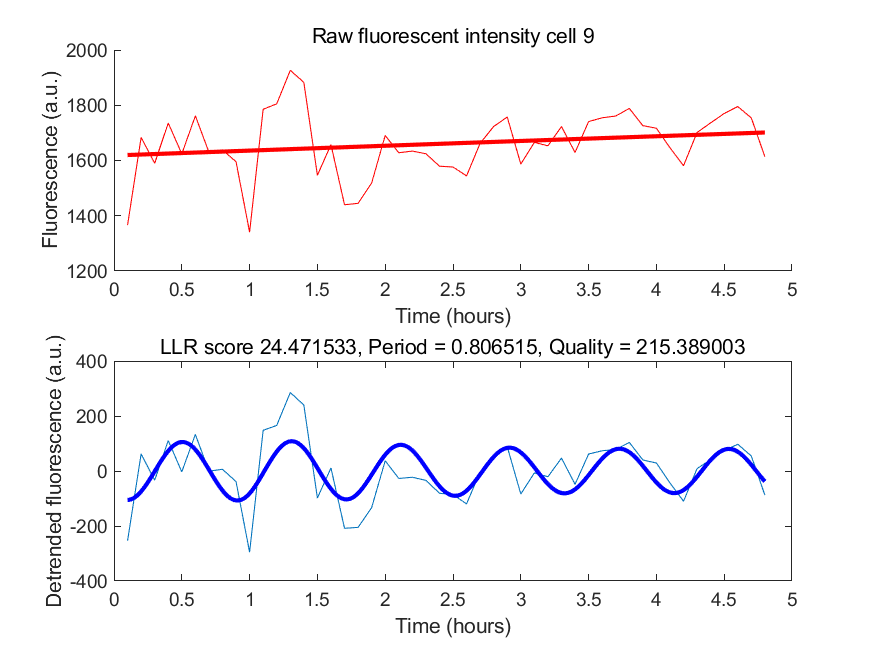 Raw fluorescent intensity cell 9
2000
1800
1600
1400
1200
Fluorescence (a.u.)
0 0.5 1 1.5 2 2.5 3 3.5 4 4.5 5
Time (hours)
LLR score 24.471533, Period = 0.806515, Quality = 215.389003
400
200
0
-200
-400
Detrended fluorescence (a.u.)
0 0.5 1 1.5 2 2.5 3 3.5 4 4.5 5
Time (hours)